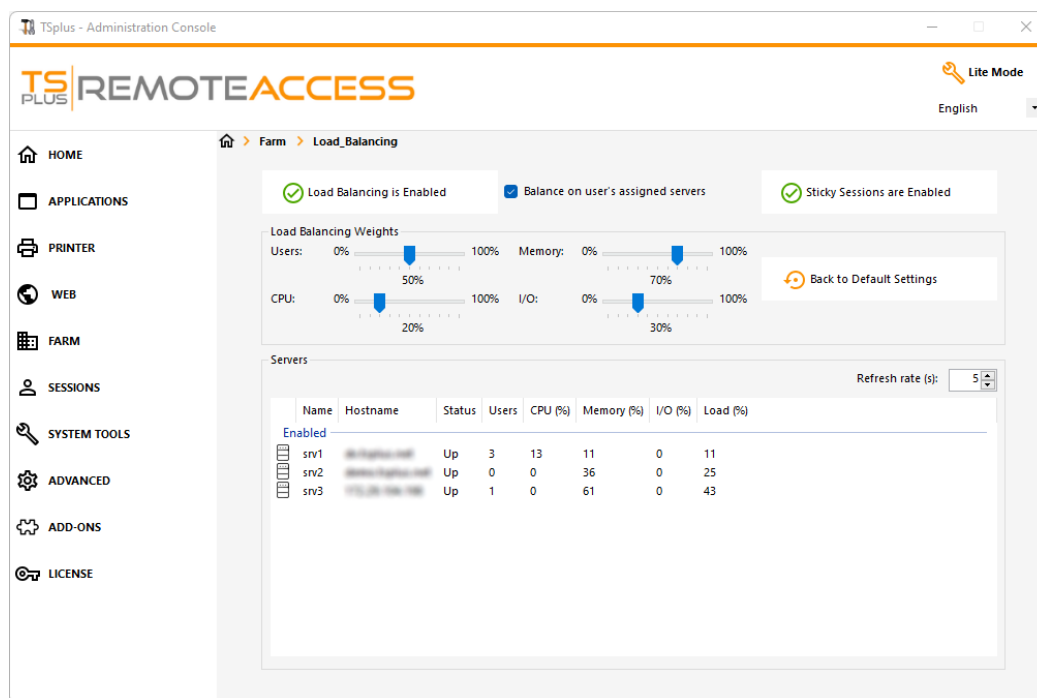 TSplus - Administration Console
TS PLUS REMOTEACCESS
Lite Mode
English
HOME
APPLICATIONS
PRINTER
WEB
FARM
SESSIONS
SYSTEM TOOLS
ADVANCED
ADD-ONS
LICENSE
Farm > Load_Balancing
Load Balancing is Enabled
Balance on user's assigned servers
Sticky Sessions are Enabled
Load Balancing Weights
Users: 0% 100% Memory: 0% 100%
50% 70%
CPU: 0% 100% I/O: 0% 100%
20% 30%
Back to Default Settings
Servers
Refresh rate (s): 5
Name Hostname Status Users CPU (%) Memory (%) I/O (%) Load (%)
Enabled
srv1 Up 3 13 11 0 11
srv2 Up 0 0 36 0 25
srv3 Up 1 0 61 0 43